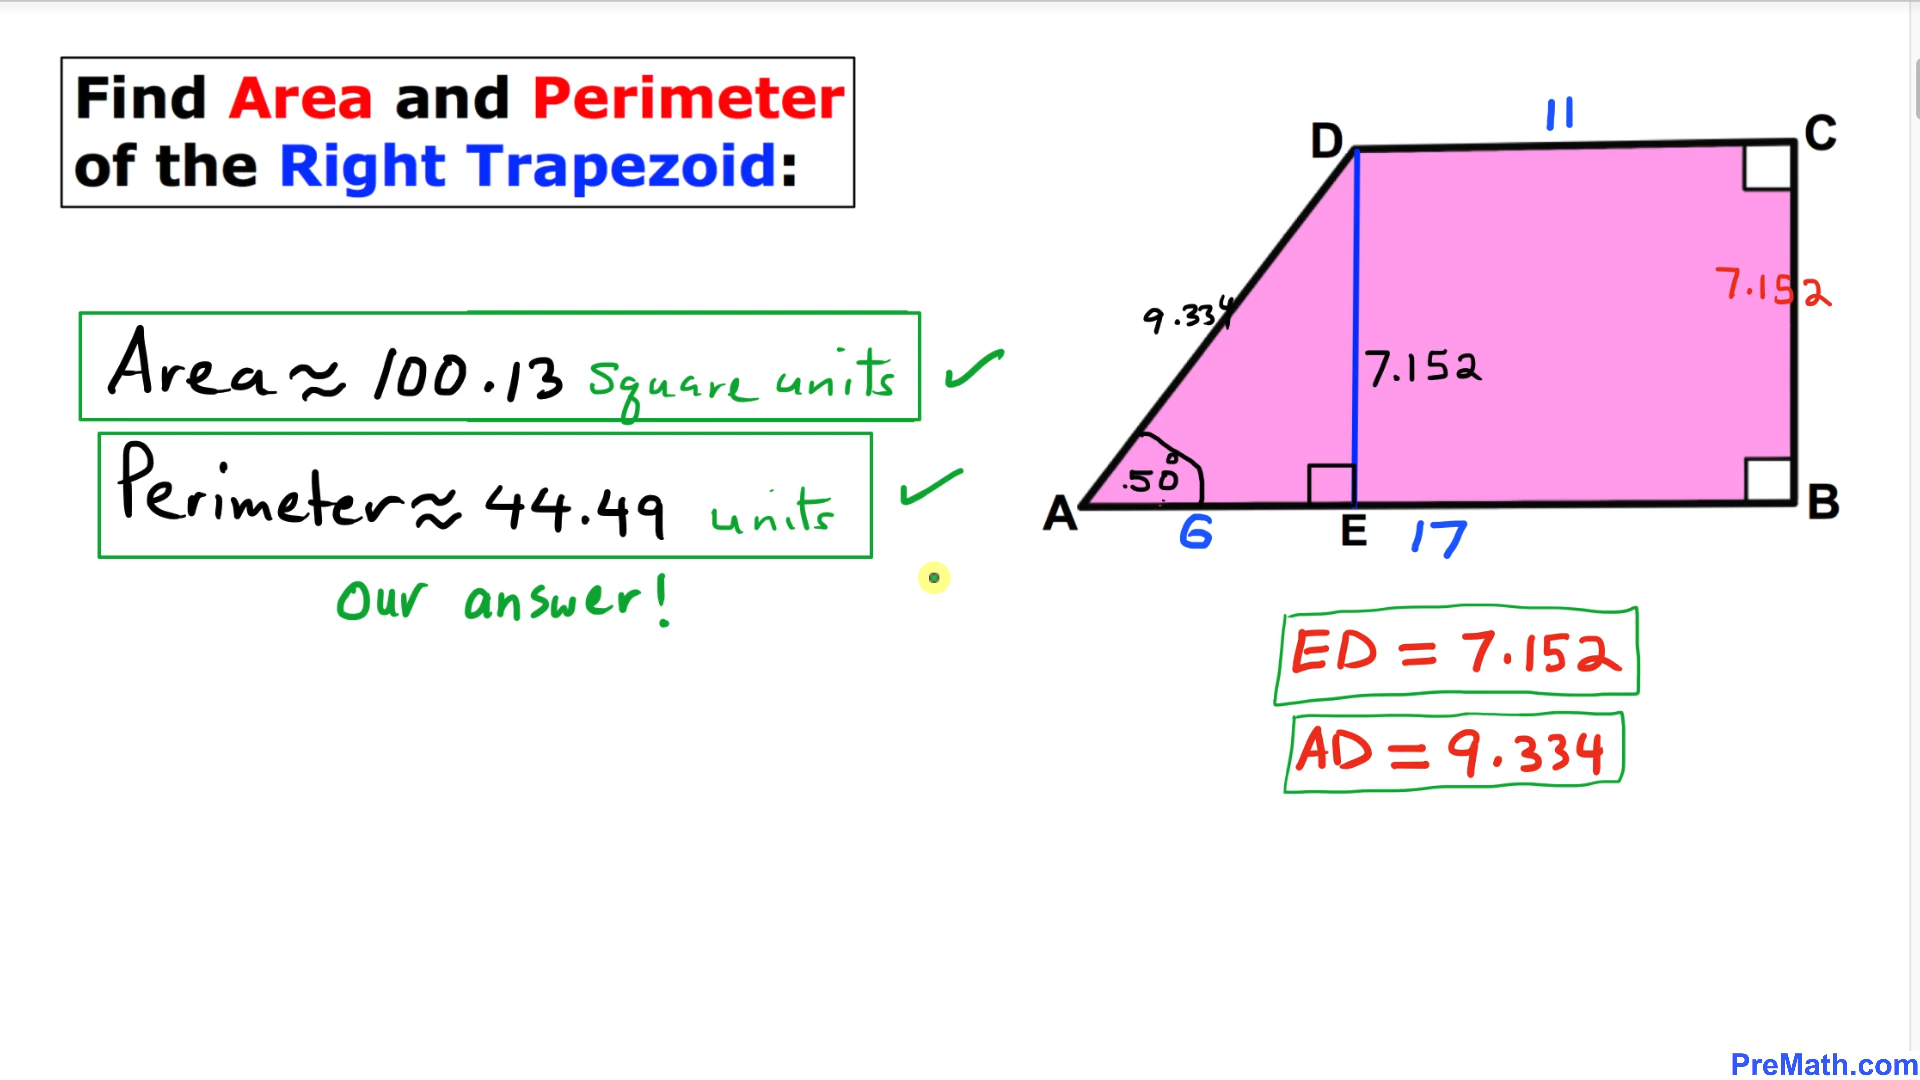 Find Area and Perimeter
of the Right Trapezoid:
Area ≈ 100.13 square units ✓
Perimeter ≈ 44.49 units ✓
our answer!
D
11
C
9.334
7.152
7.152
50°
A
6
E
17
B
ED = 7.152
AD = 9.334
PreMath.com